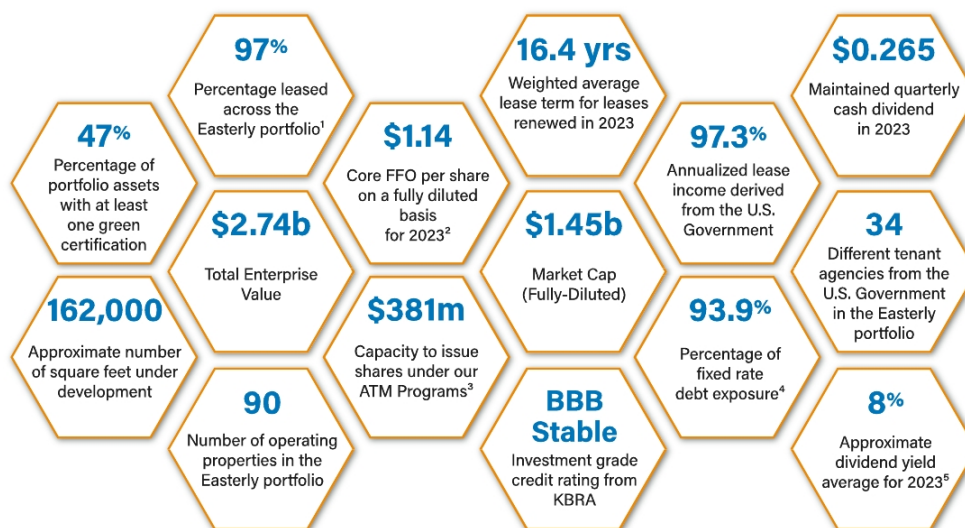 97%
Percentage leased
across the
Easterly portfolio¹
16.4 yrs
Weighted average
lease term for leases
renewed in 2023
$0.265
Maintained quarterly
cash dividend
in 2023
47%
Percentage of
portfolio assets
with at least
one green
certification
$1.14
Core FFO per share
on a fully diluted
basis
for 2023²
97.3%
Annualized lease
income derived
from the U.S.
Government
$2.74b
Total Enterprise
Value
$1.45b
Market Cap
(Fully-Diluted)
34
Different tenant
agencies from the
U.S. Government
in the Easterly
portfolio
162,000
Approximate number
of square feet under
development
$381m
Capacity to issue
shares under our
ATM Programs³
93.9%
Percentage of
fixed rate
debt exposure⁴
90
Number of operating
properties in the
Easterly portfolio
BBB
Stable
Investment grade
credit rating from
KBRA
8%
Approximate
dividend yield
average for 2023⁵